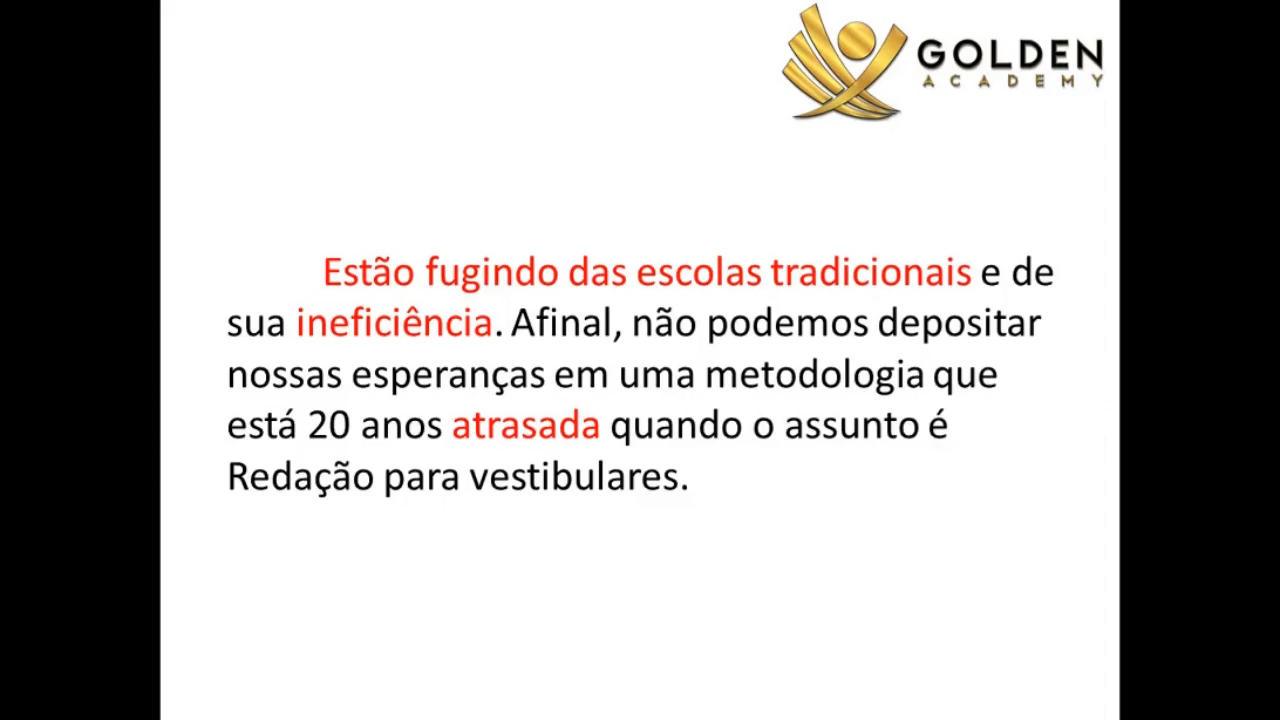 GOLDEN
ACADEMY
Estão fugindo das escolas tradicionais e de
sua ineficiência. Afinal, não podemos depositar
nossas esperanças em uma metodologia que
está 20 anos atrasada quando o assunto é
Redação para vestibulares.